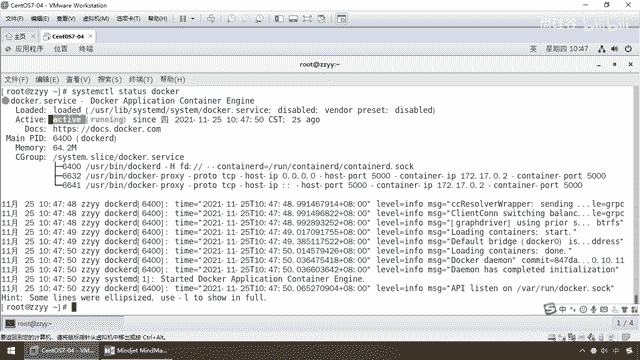 CentOS7-04 - VMware Workstation
文件(F) 编辑(E) 查看(V) 虚拟机(M) 选项卡(T) 帮助(H)
尚硅谷 bilibili
主页 CentOS7-04
应用程序 位置 终端 英 星期四 10:47
root@zzyy:~
文件(F) 编辑(E) 查看(V) 搜索(S) 终端(T) 帮助(H)
[root@zzyy ~]# systemctl status docker
docker.service - Docker Application Container Engine
Loaded: loaded (/usr/lib/systemd/system/docker.service; disabled; vendor preset: disabled)
Active: active (running) since 四 2021-11-25 10:47:50 CST; 2s ago
Docs: https://docs.docker.com
Main PID: 6400 (dockerd)
Memory: 64.2M
CGroup: /system.slice/docker.service
├─6400 /usr/bin/dockerd -H fd:// --containerd=/run/containerd/containerd.sock
├─6632 /usr/bin/docker-proxy -proto tcp -host-ip 0.0.0.0 -host-port 5000 -container-ip 172.17.0.2 -container-port 5000
└─6641 /usr/bin/docker-proxy -proto tcp -host-ip :: -host-port 5000 -container-ip 172.17.0.2 -container-port 5000
11月 25 10:47:48 zzyy dockerd[6400]: time="2021-11-25T10:47:48.991467914+08:00" level=info msg="ccResolverWrapper: sending ...le=grpc
11月 25 10:47:48 zzyy dockerd[6400]: time="2021-11-25T10:47:48.991496822+08:00" level=info msg="ClientConn switching balanc...le=grpc
11月 25 10:47:48 zzyy dockerd[6400]: time="2021-11-25T10:47:48.992893252+08:00" level=info msg="[graphdriver] using prior s... btrfs"
11月 25 10:47:49 zzyy dockerd[6400]: time="2021-11-25T10:47:49.017091755+08:00" level=info msg="Loading containers: start."
11月 25 10:47:49 zzyy dockerd[6400]: time="2021-11-25T10:47:49.385117522+08:00" level=info msg="Default bridge (docker0) is...ddress"
11月 25 10:47:50 zzyy dockerd[6400]: time="2021-11-25T10:47:50.014579426+08:00" level=info msg="Loading containers: done."
11月 25 10:47:50 zzyy dockerd[6400]: time="2021-11-25T10:47:50.036475418+08:00" level=info msg="Docker daemon" commit=847da...0.10.11
11月 25 10:47:50 zzyy dockerd[6400]: time="2021-11-25T10:47:50.036603642+08:00" level=info msg="Daemon has completed initialization"
11月 25 10:47:50 zzyy systemd[1]: Started Docker Application Container Engine.
11月 25 10:47:50 zzyy dockerd[6400]: time="2021-11-25T10:47:50.065270904+08:00" level=info msg="API listen on /var/run/docker.sock"
Hint: Some lines were ellipsized, use -l to show in full.
[root@zzyy ~]#
root@zzyy:~ 1 / 4
要返回到您的计算机，请将鼠标指针从虚拟机中移出或按 Ctrl+Alt。
CentOS7-04 - VM... Mindjet MindMa...